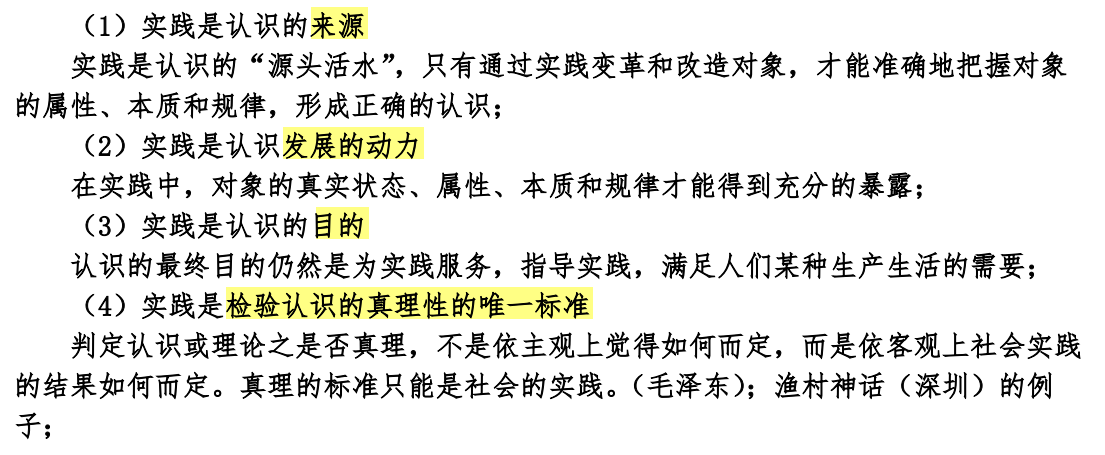 （1）实践是认识的来源
实践是认识的“源头活水”，只有通过实践变革和改造对象，才能准确地把握对象
的属性、本质和规律，形成正确的认识；
（2）实践是认识发展的动力
在实践中，对象的真实状态、属性、本质和规律才能得到充分的暴露；
（3）实践是认识的目的
认识的最终目的仍然是为实践服务，指导实践，满足人们某种生产生活的需要；
（4）实践是检验认识的真理性的唯一标准
判定认识或理论之是否真理，不是依主观上觉得如何而定，而是依客观上社会实践
的结果如何而定。真理的标准只能是社会的实践。（毛泽东）；渔村神话（深圳）的例
子；